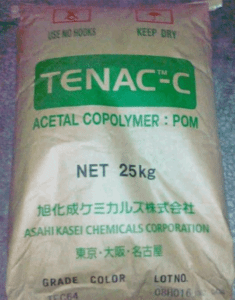 USE NO HOOKS
KEEP DRY
TENAC™-C
ACETAL COPOLYMER : POM
NET 25kg
旭化成ケミカルズ株式会社
ASAHI KASEI CHEMICALS CORPORATION
東京・大阪・名古屋
GRADE COLOR
LOT NO.